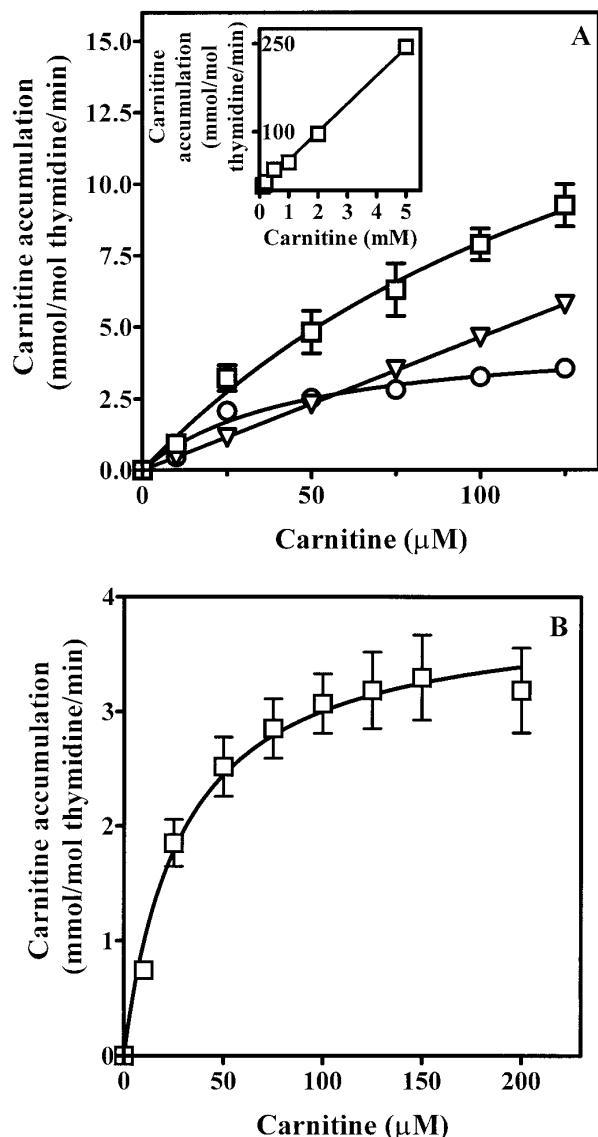 A
Carnitine accumulation
(mmol/mol thymidine/min)
15.0
12.5
10.0
7.5
5.0
2.5
0.0
0
50
100
Carnitine (µM)
Carnitine
accumulation
(mmol/mol
thymidine/min)
250
100
0
1
2
3
4
5
Carnitine (mM)
B
Carnitine accumulation
(mmol/mol thymidine/min)
4
3
2
1
0
0
50
100
150
200
Carnitine (µM)